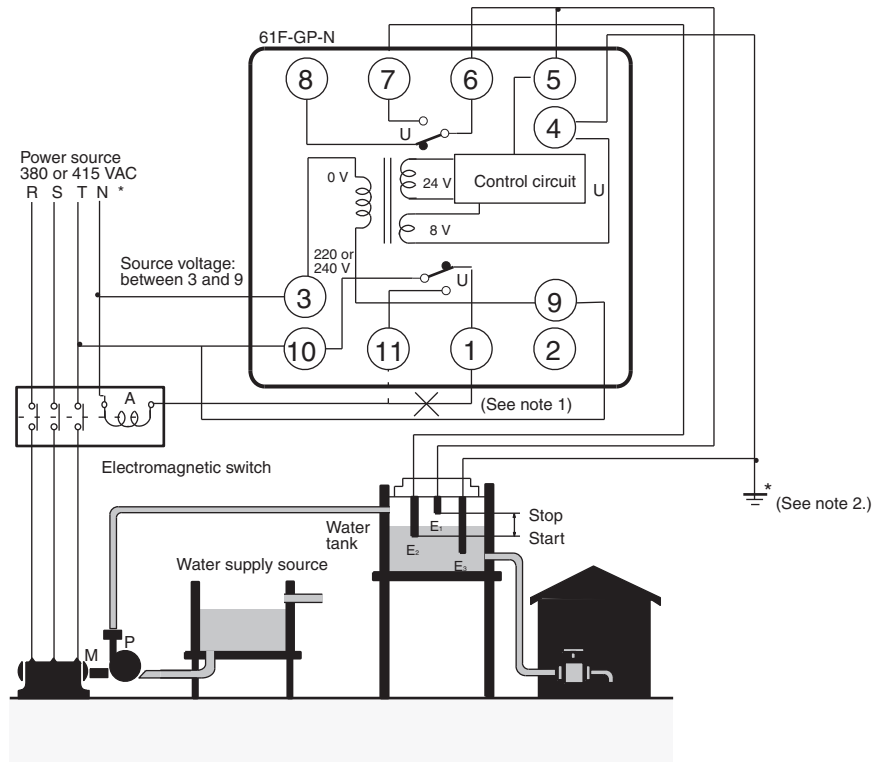 61F-GP-N
8
7
6
5
4
U
Power source
380 or 415 VAC
R S T N *
0 V
24 V
Control circuit
U
8 V
Source voltage:
between 3 and 9
220 or
240 V
U
3
9
10
11
1
2
A
(See note 1)
Electromagnetic switch
* (See note 2.)
Water
tank
E1
Stop
E2
Start
E3
Water supply source
P
M